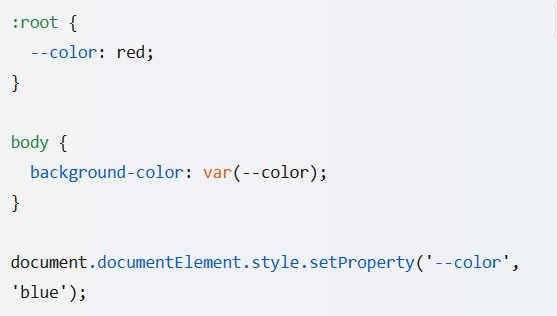 :root {
  --color: red;
}

body {
  background-color: var(--color);
}

document.documentElement.style.setProperty('--color',
'blue');